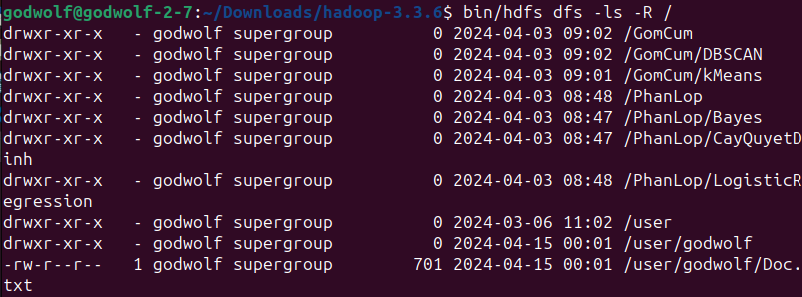 godwolf@godwolf-2-7:~/Downloads/hadoop-3.3.6$ bin/hdfs dfs -ls -R /
drwxr-xr-x   - godwolf supergroup          0 2024-04-03 09:02 /GomCum
drwxr-xr-x   - godwolf supergroup          0 2024-04-03 09:02 /GomCum/DBSCAN
drwxr-xr-x   - godwolf supergroup          0 2024-04-03 09:01 /GomCum/kMeans
drwxr-xr-x   - godwolf supergroup          0 2024-04-03 08:48 /PhanLop
drwxr-xr-x   - godwolf supergroup          0 2024-04-03 08:47 /PhanLop/Bayes
drwxr-xr-x   - godwolf supergroup          0 2024-04-03 08:47 /PhanLop/CayQuyetD
inh
drwxr-xr-x   - godwolf supergroup          0 2024-04-03 08:48 /PhanLop/LogisticR
egression
drwxr-xr-x   - godwolf supergroup          0 2024-03-06 11:02 /user
drwxr-xr-x   - godwolf supergroup          0 2024-04-15 00:01 /user/godwolf
-rw-r--r--   1 godwolf supergroup        701 2024-04-15 00:01 /user/godwolf/Doc.
txt